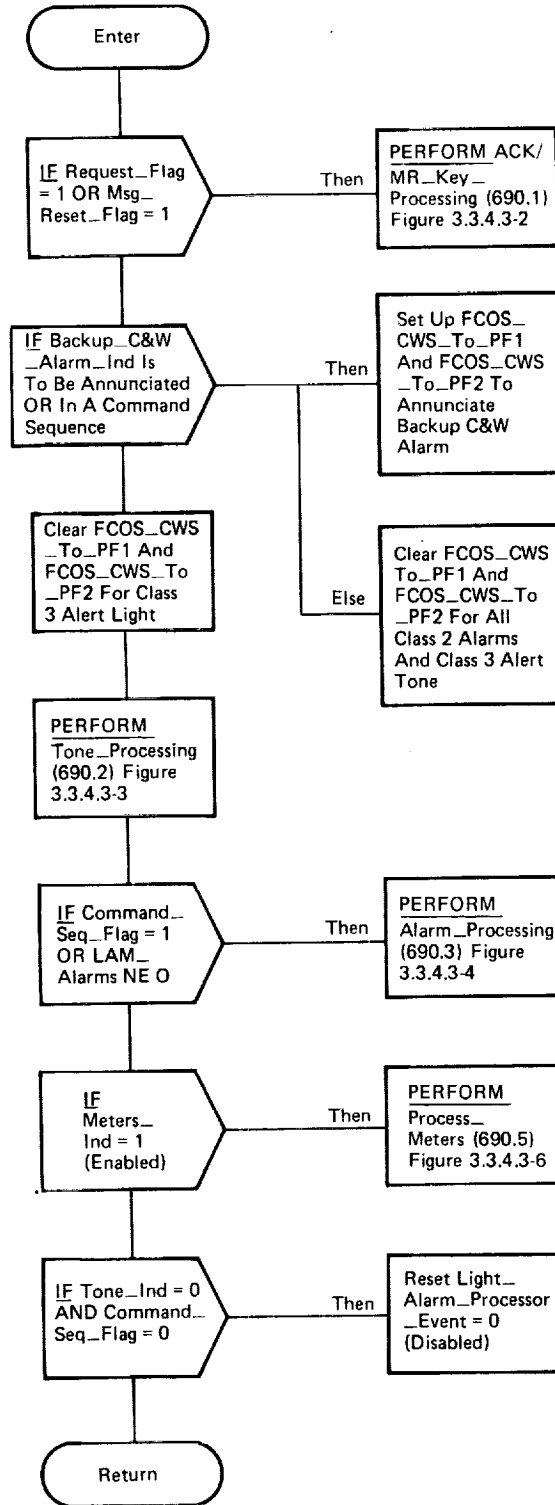 Enter
IF Request_Flag
= 1 OR Msg_
Reset_Flag = 1
Then
PERFORM ACK/
MR_Key_
Processing (690.1)
Figure 3.3.4.3-2
IF Backup_C&W
_Alarm_Ind Is
To Be Annunciated
OR In A Command
Sequence
Then
Set Up FCOS_
CWS_To_PF1
And FCOS_CWS
_To_PF2 To
Annunciate
Backup C&W
Alarm
Else
Clear FCOS_CWS
To_PF1 And
FCOS_CWS_To
_PF2 For All
Class 2 Alarms
And Class 3 Alert
Tone
Clear FCOS_CWS
_To_PF1 And
FCOS_CWS_To
_PF2 For Class
3 Alert Light
PERFORM
Tone_Processing
(690.2) Figure
3.3.4.3-3
IF Command_
Seq_Flag = 1
OR LAM_
Alarms NE O
Then
PERFORM
Alarm_Processing
(690.3) Figure
3.3.4.3-4
IF
Meters_
Ind = 1
(Enabled)
Then
PERFORM
Process_
Meters (690.5)
Figure 3.3.4.3-6
IF Tone_Ind = 0
AND Command_
Seq_Flag = 0
Then
Reset Light_
Alarm_Processor
_Event = 0
(Disabled)
Return